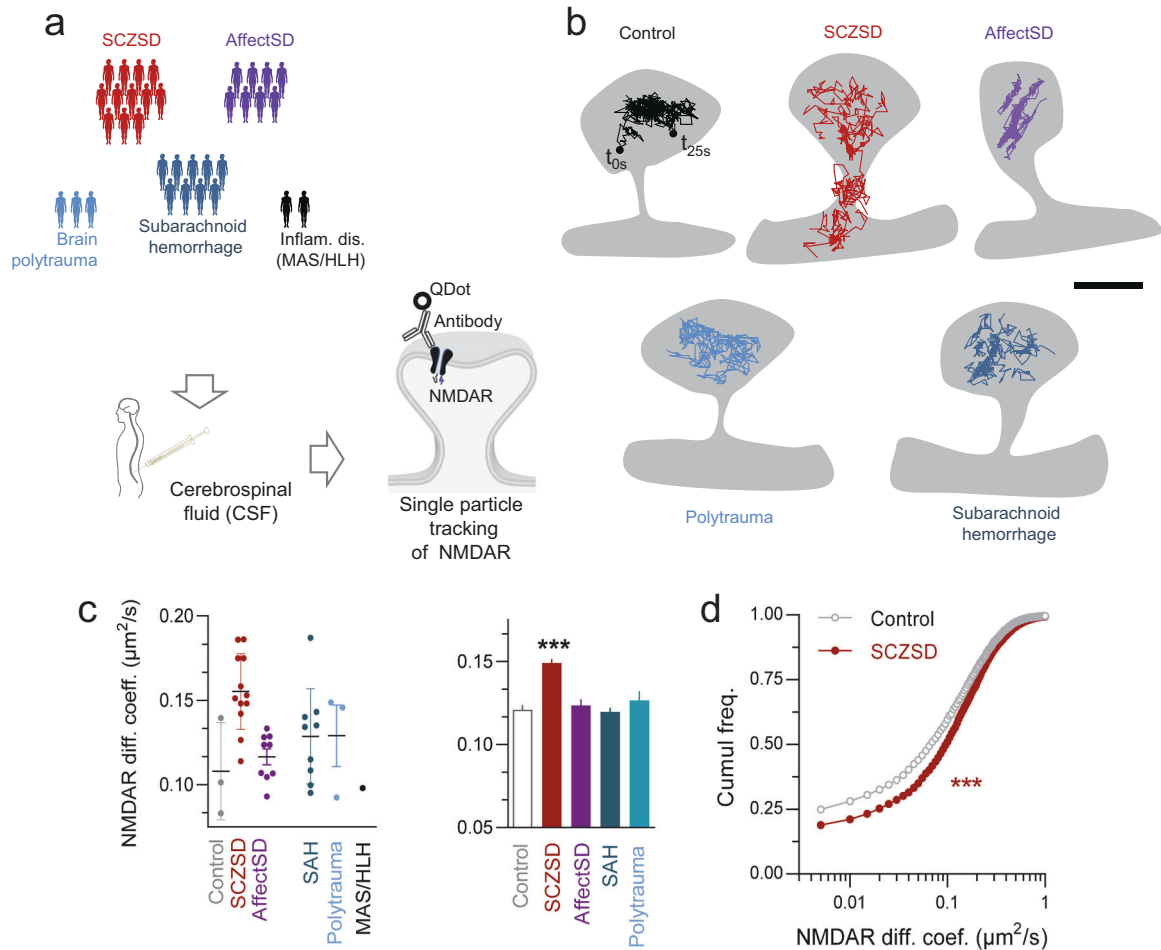 a
SCZSD
AffectSD
Brain
polytrauma
Subarachnoid
hemorrhage
Inflam. dis.
(MAS/HLH)
Cerebrospinal
fluid (CSF)
QDot
Antibody
NMDAR
Single particle
tracking
of NMDAR
b
Control
SCZSD
AffectSD
t0s
t25s
Polytrauma
Subarachnoid
hemorrhage
c
NMDAR diff. coeff. (µm²/s)
0.20
0.15
0.10
Control
SCZSD
AffectSD
SAH
Polytrauma
MAS/HLH
***
0.15
0.10
0.05
Control
SCZSD
AffectSD
SAH
Polytrauma
d
Cumul freq.
1.00
0.75
0.50
0.25
0.00
Control
SCZSD
***
0.01
0.1
1
NMDAR diff. coef. (µm²/s)